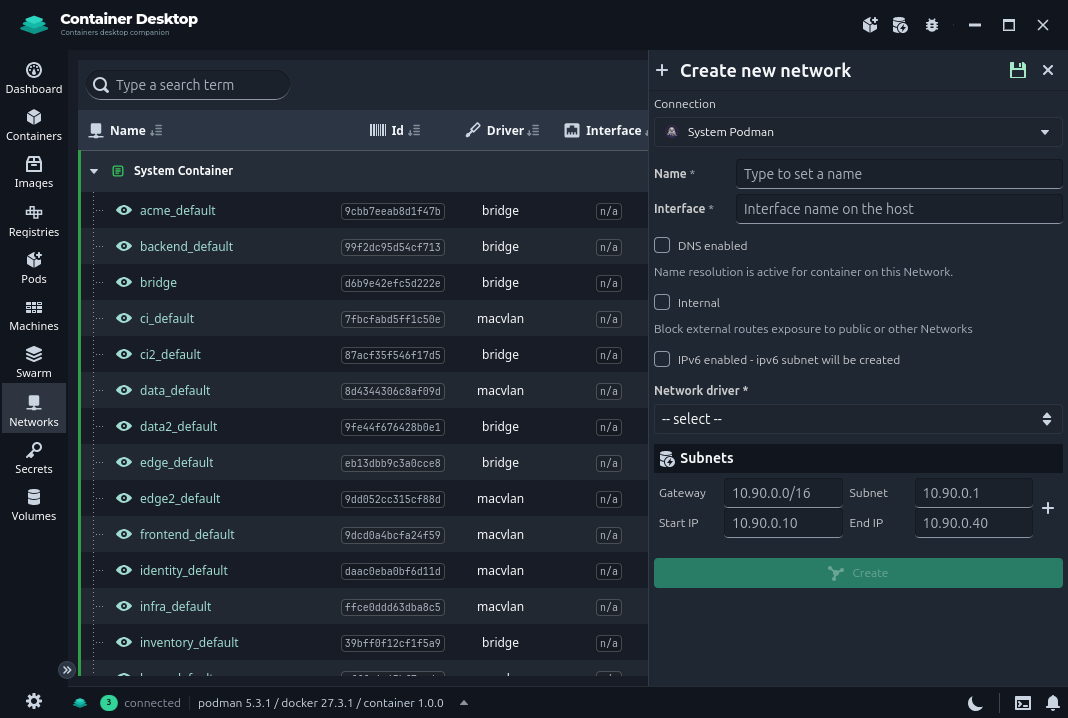 Container Desktop
Containers desktop companion
Dashboard
Containers
Images
Registries
Pods
Machines
Swarm
Networks
Secrets
Volumes
Type a search term
Name Id Driver Interface
System Container
acme_default 9cbb7eeab8d1f47b bridge n/a
backend_default 99f2dc95d54cf713 bridge n/a
bridge d6b9e42efc5d222e bridge n/a
ci_default 7fbcfabd5ff1c50e macvlan n/a
ci2_default 87acf35f546f17d5 bridge n/a
data_default 8d4344306c8af09d macvlan n/a
data2_default 9fe44f676428b0e1 bridge n/a
edge_default eb13dbb9c3a0cce8 bridge n/a
edge2_default 9dd052cc315cf88d macvlan n/a
frontend_default 9dcd0a4bcfa24f59 macvlan n/a
identity_default daac0eba0bf6d11d macvlan n/a
infra_default ffce0ddd63dba8c5 macvlan n/a
inventory_default 39bff0f12cf1f5a9 bridge n/a
Create new network
Connection
System Podman
Name * Type to set a name
Interface * Interface name on the host
DNS enabled
Name resolution is active for container on this Network.
Internal
Block external routes exposure to public or other Networks
IPv6 enabled - ipv6 subnet will be created
Network driver *
-- select --
Subnets
Gateway 10.90.0.0/16 Subnet 10.90.0.1
Start IP 10.90.0.10 End IP 10.90.0.40
Create
3 connected podman 5.3.1 / docker 27.3.1 / container 1.0.0